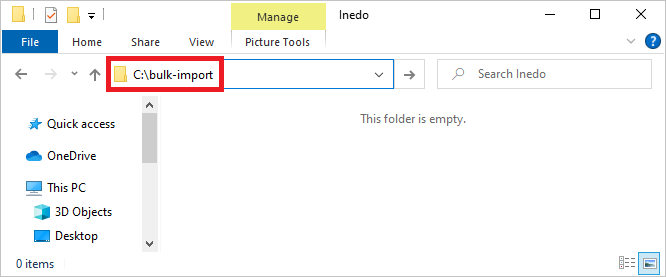 Manage
Inedo
File
Home
Share
View
Picture Tools
C:\bulk-import
Search Inedo
This folder is empty.
Quick access
OneDrive
This PC
3D Objects
Desktop
0 items